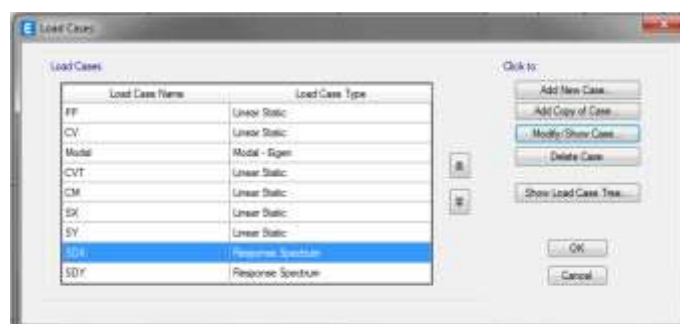 Load Cases
Load Cases
Click to:
Load Case Name Load Case Type
PP Linear Static
CV Linear Static
Modal Modal - Eigen
CVT Linear Static
CM Linear Static
SX Linear Static
SY Linear Static
SDX Response Spectrum
SDY Response Spectrum
Add New Case...
Add Copy of Case...
Modify/Show Case...
Delete Case
Show Load Case Tree...
OK
Cancel